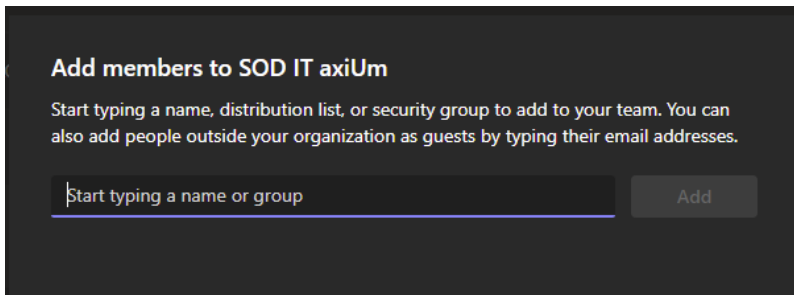 Add members to SOD IT axiUm
Start typing a name, distribution list, or security group to add to your team. You can
also add people outside your organization as guests by typing their email addresses.
Start typing a name or group
Add